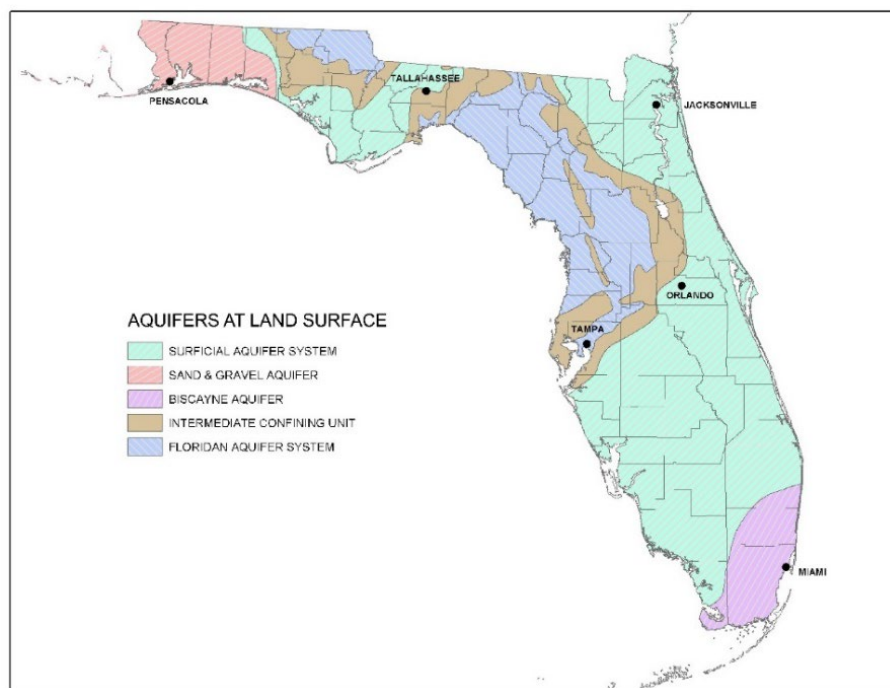 TALLAHASSEE
PENSACOLA
JACKSONVILLE
ORLANDO
AQUIFERS AT LAND SURFACE
TAMPA
SURFICIAL AQUIFER SYSTEM
SAND & GRAVEL AQUIFER
BISCAYNE AQUIFER
INTERMEDIATE CONFINING UNIT
FLORIDAN AQUIFER SYSTEM
MIAMI